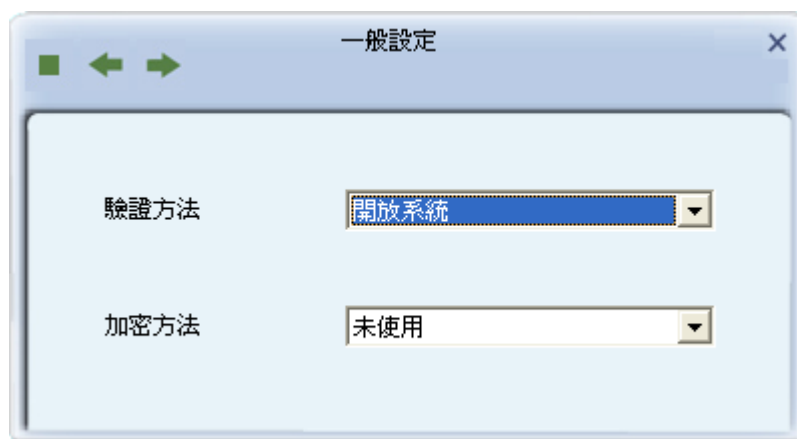 一般設定
驗證方法 開放系統
加密方法 未使用